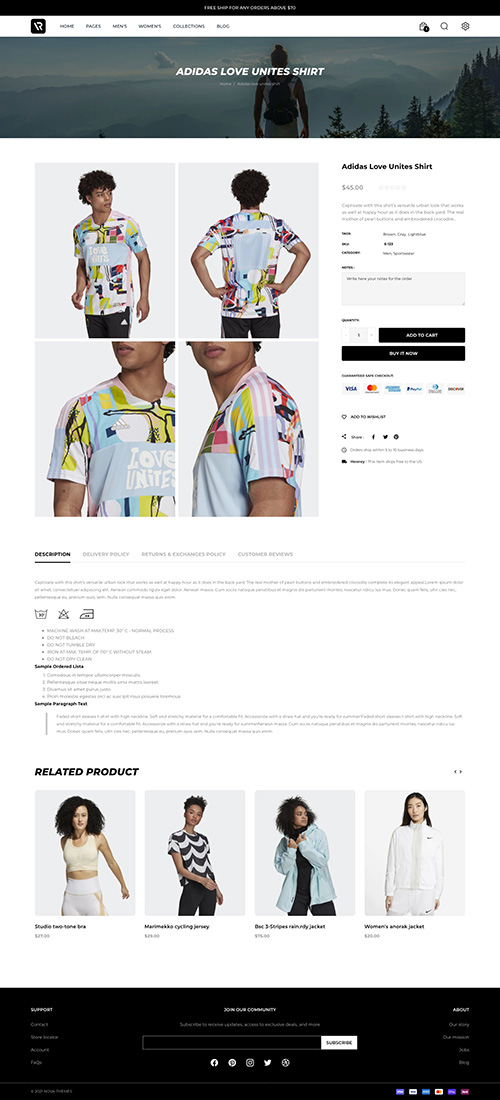 FREE SHIP FOR ANY ORDERS ABOVE $70
HOME PAGES MEN'S WOMEN'S COLLECTIONS BLOG
ADIDAS LOVE UNITES SHIRT
Home | Adidas love unites shirt
Adidas Love Unites Shirt
$45.00
Captivate with this shirt's versatile urban look that works
as well at happy hour as it does in the back yard. The real
mother of pearl buttons and embroidered crocodile...
TAGS: Brown, Gray, Lightblue
SKU: R-123
CATEGORY: Men, Sportwear
NOTES :
Write here your notes for the order
QUANTITY:
1 ADD TO CART
BUY IT NOW
GUARANTEED SAFE CHECKOUT:
VISA PayPal DISCOVER
ADD TO WISHLIST
Share :
Orders ship within 5 to 10 business days.
Hooray ! This item ships free to the US
love
unites
LOVE
UNITES
DESCRIPTION DELIVERY POLICY RETURNS & EXCHANGES POLICY CUSTOMER REVIEWS
Captivate with this shirt's versatile urban look that works as well at happy hour as it does in the back yard. The real mother of pearl buttons and embroidered crocodile complete its elegant appeal.Lorem ipsum dolor
sit amet, consectetuer adipiscing elit. Aenean commodo ligula eget dolor. Aenean massa. Cum sociis natoque penatibus et magnis dis parturient montes, nascetur ridiculus mus. Donec quam felis, ultricies nec,
pellentesque eu, pretium quis, sem. Nulla consequat massa quis enim.
MACHINE WASH AT MAX.TEMP. 30° C - NORMAL PROCESS
DO NOT BLEACH
DO NOT TUMBLE DRY
IRON AT MAX. TEMP. OF 110° C WITHOUT STEAM
DO NOT DRY CLEAN
Sample Ordered Lista
1. Comodous in tempor ullamcorper miaculis
2. Pellentesque vitae neque mollis urna mattis laoreet.
3. Divamus sit amet purus justo.
4. Proin molestie egestas orci ac suscipit risus posuere loremous
Sample Paragraph Text
Faded short sleeves t-shirt with high neckline. Soft and stretchy material for a comfortable fit. Accessorize with a straw hat and you're ready for summer!Faded short sleeves t-shirt with high neckline. Soft
and stretchy material for a comfortable fit. Accessorize with a straw hat and you're ready for summer!enean massa. Cum sociis natoque penatibus et magnis dis parturient montes, nascetur ridiculus
mus. Donec quam felis, ultricies nec, pellentesque eu, pretium quis, sem. Nulla consequat massa quis enim.
RELATED PRODUCT
Studio two-tone bra
$27.00
Marimekko cycling jersey
$29.00
Bsc 3-Stripes rain.rdy jacket
$75.00
Women's anorak jacket
$20.00
SUPPORT JOIN OUR COMMUNITY ABOUT
Contact Subscribe to receive updates, access to exclusive deals, and more Our story
Store locator Our mission
SUBSCRIBE
Account Jobs
FaQs Blog
© 2021 NOVA THEMES